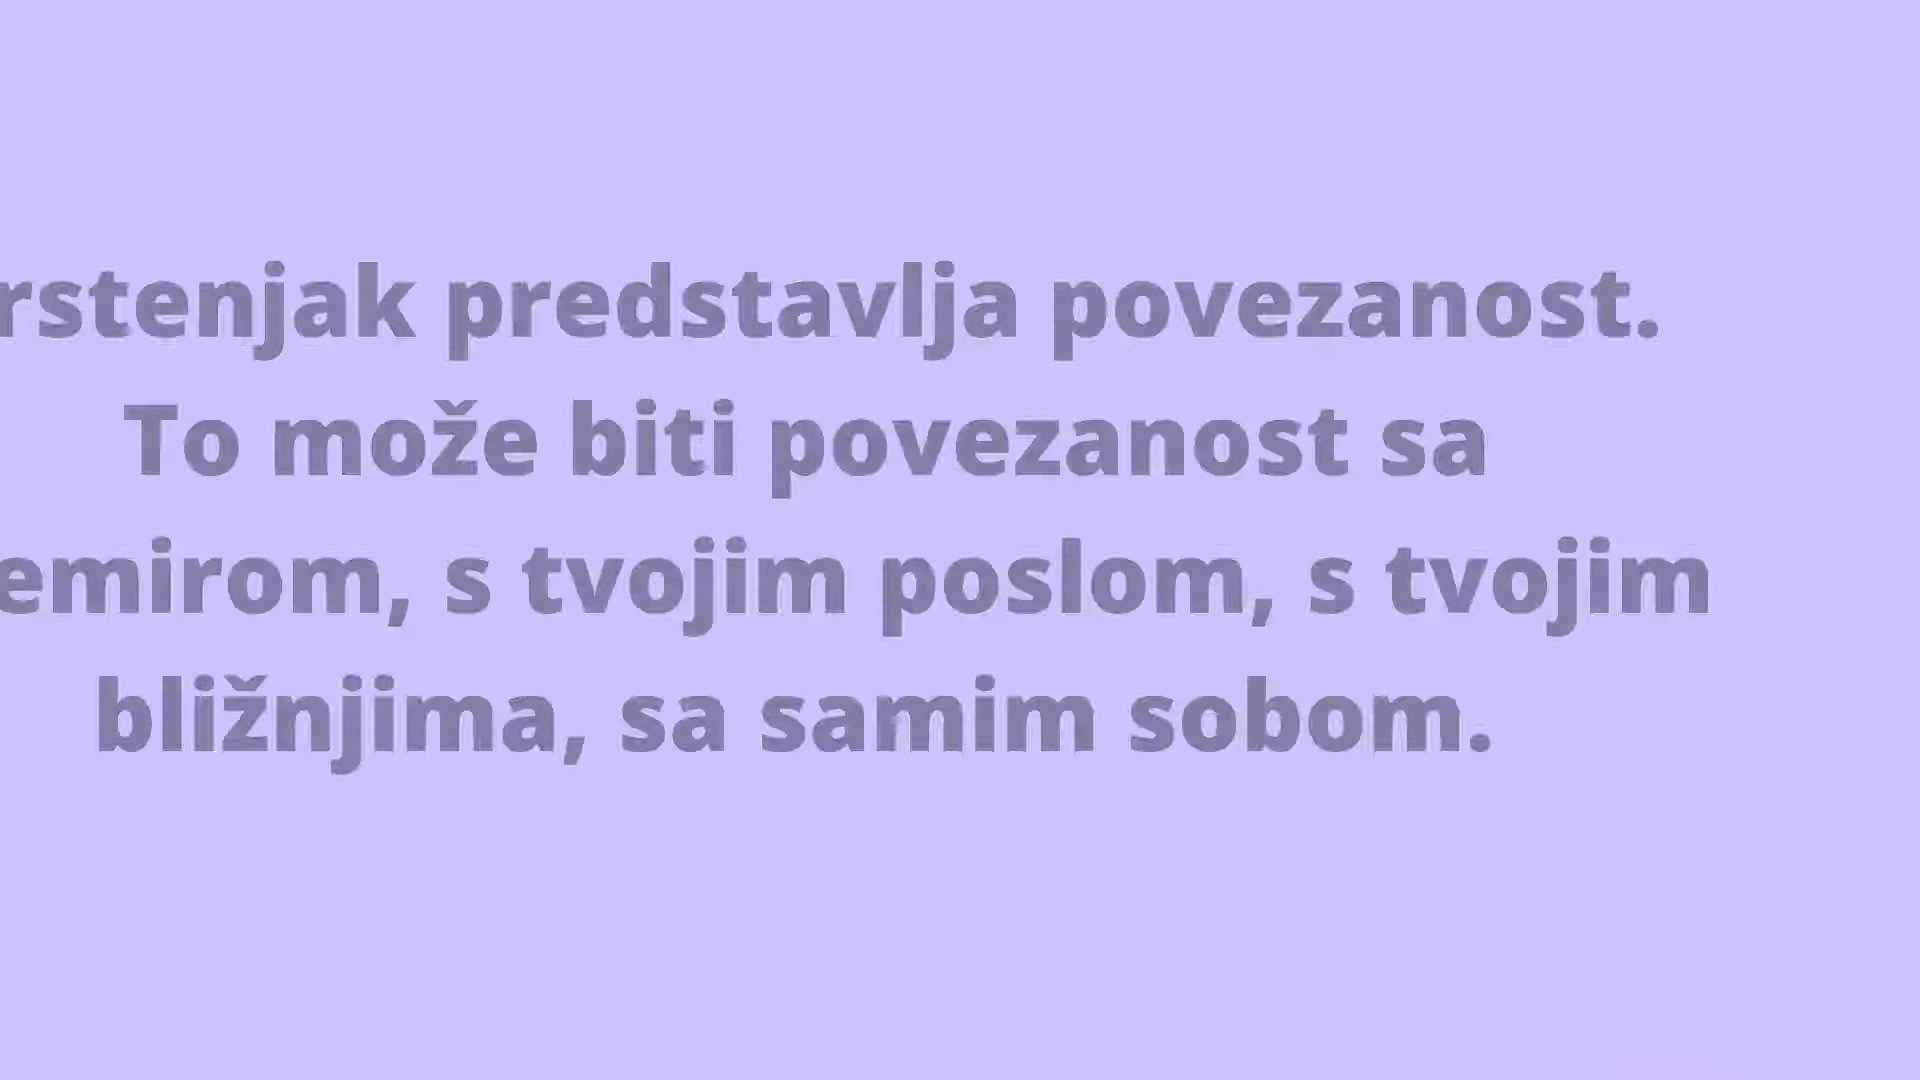 rstenjak predstavlja povezanost.
To može biti povezanost sa
emirom, s tvojim poslom, s tvojim
bližnjima, sa samim sobom.